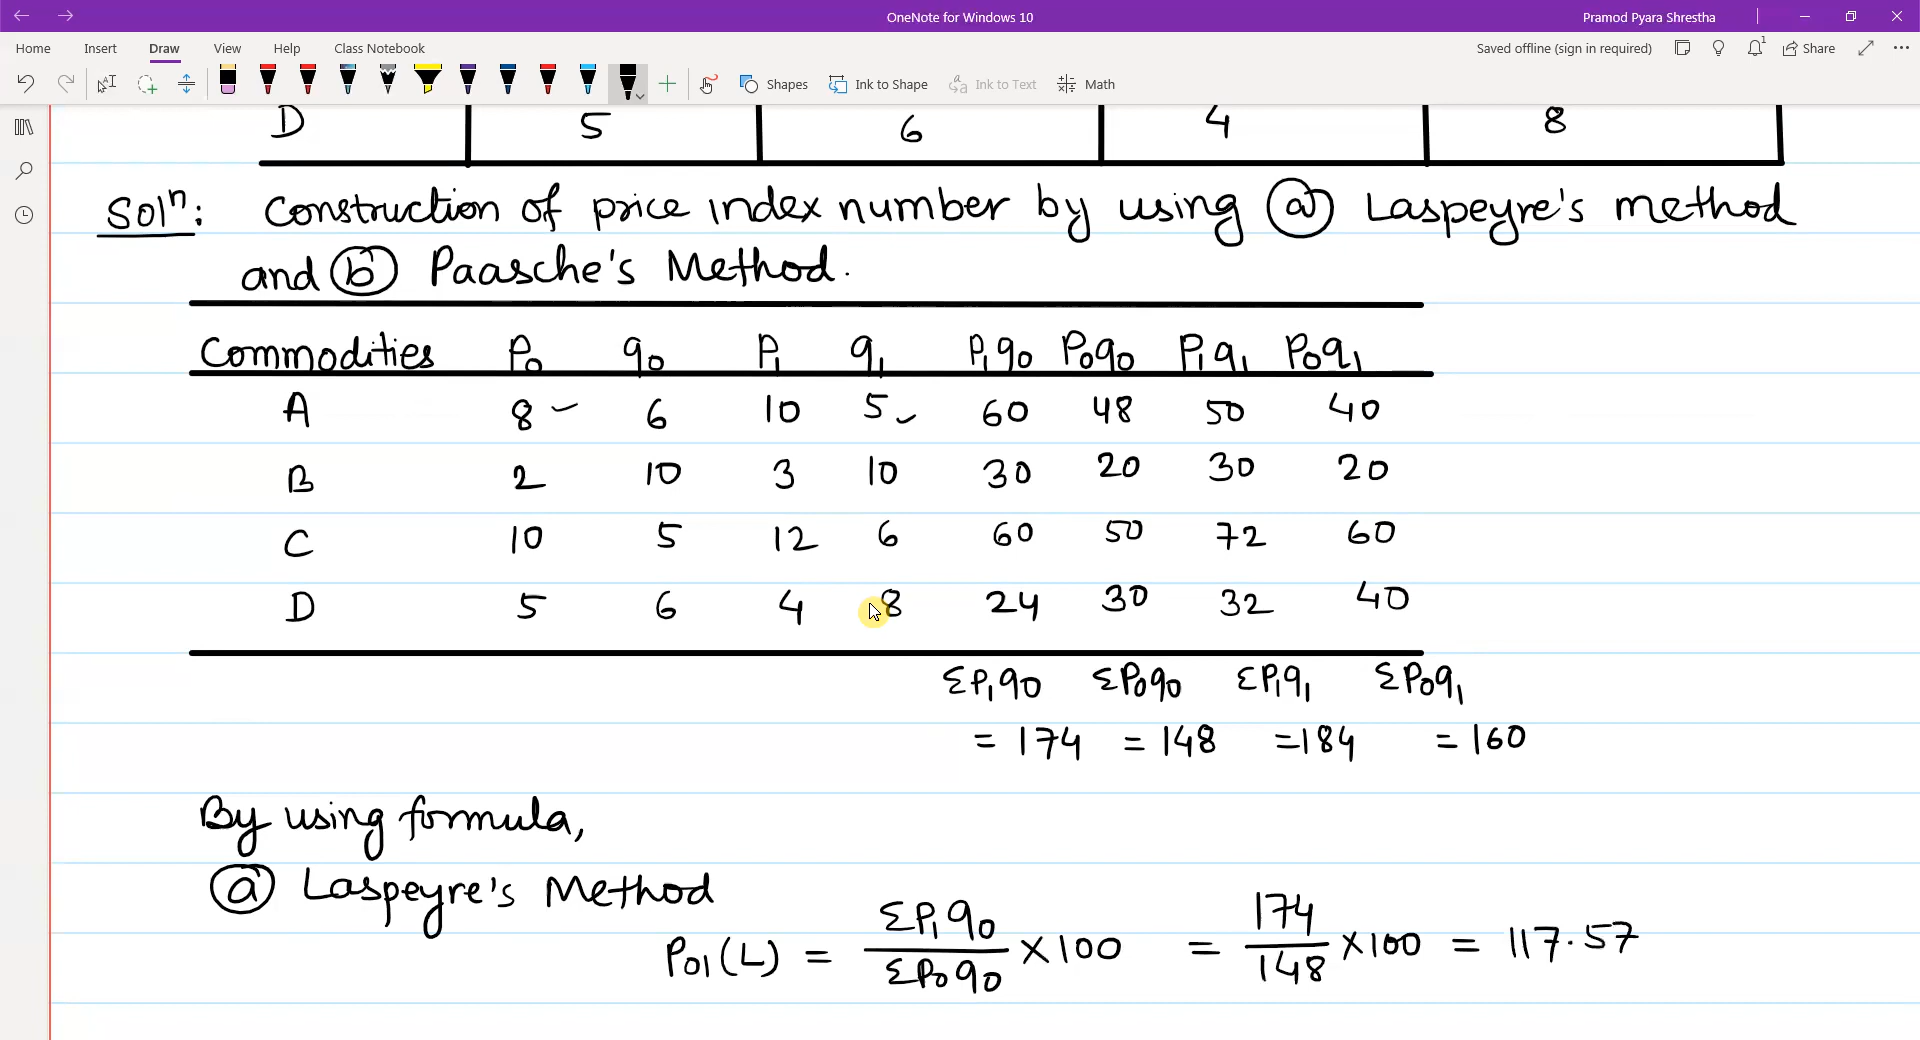 OneNote for Windows 10
Pramod Pyara Shrestha
Home Insert Draw View Help Class Notebook
Saved offline (sign in required)
1
Share
Shapes
Ink to Shape
Ink to Text
Math
D 5 6 4 8
Solⁿ: Construction of price index number by using ⓐ Laspeyre's method
and ⓑ Paasche's Method.
Commodities P₀ q₀ P₁ q₁ P₁q₀ P₀q₀ P₁q₁ P₀q₁
A 8 6 10 5 60 48 50 40
B 2 10 3 10 30 20 30 20
C 10 5 12 6 60 50 72 60
D 5 6 4 8 24 30 32 40
ΣP₁q₀ ΣP₀q₀ ΣP₁q₁ ΣP₀q₁
= 174 = 148 =184 = 160
By using formula,
ⓐ Laspeyre's Method
P₀₁(L) = ΣP₁q₀ / ΣP₀q₀ ×100 = 174 / 148 ×100 = 117.57